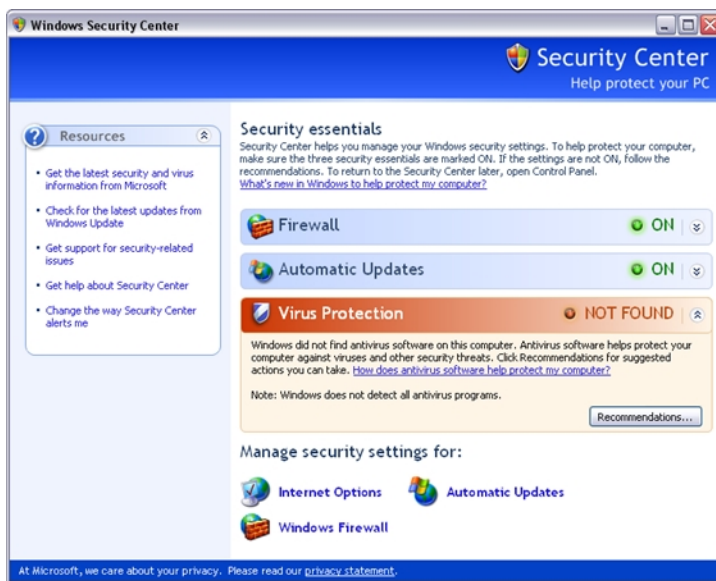 Windows Security Center
Security Center
Help protect your PC
Resources
Get the latest security and virus
information from Microsoft
Check for the latest updates from
Windows Update
Get support for security-related
issues
Get help about Security Center
Change the way Security Center
alerts me
Security essentials
Security Center helps you manage your Windows security settings. To help protect your computer,
make sure the three security essentials are marked ON. If the settings are not ON, follow the
recommendations. To return to the Security Center later, open Control Panel.
What's new in Windows to help protect my computer?
Firewall ON
Automatic Updates ON
Virus Protection NOT FOUND
Windows did not find antivirus software on this computer. Antivirus software helps protect your
computer against viruses and other security threats. Click Recommendations for suggested
actions you can take. How does antivirus software help protect my computer?
Note: Windows does not detect all antivirus programs.
Recommendations...
Manage security settings for:
Internet Options Automatic Updates
Windows Firewall
At Microsoft, we care about your privacy. Please read our privacy statement.